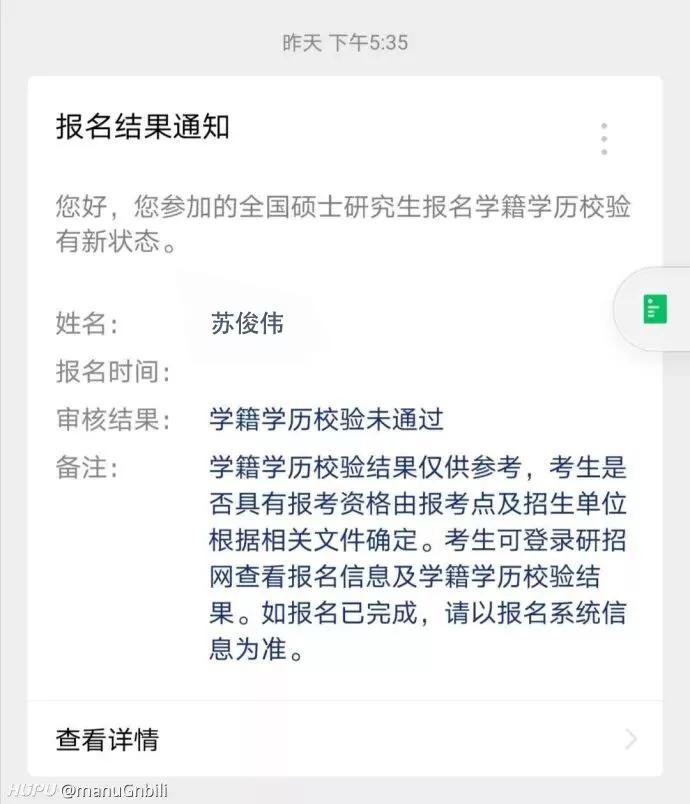 昨天 下午5:35
报名结果通知
您好，您参加的全国硕士研究生报名学籍学历校验
有新状态。
姓名： 苏俊伟
报名时间：
审核结果： 学籍学历校验未通过
备注： 学籍学历校验结果仅供参考，考生是
否具有报考资格由报考点及招生单位
根据相关文件确定。考生可登录研招
网查看报名信息及学籍学历校验结
果。如报名已完成，请以报名系统信
息为准。
查看详情
HUPU @manuGnbili